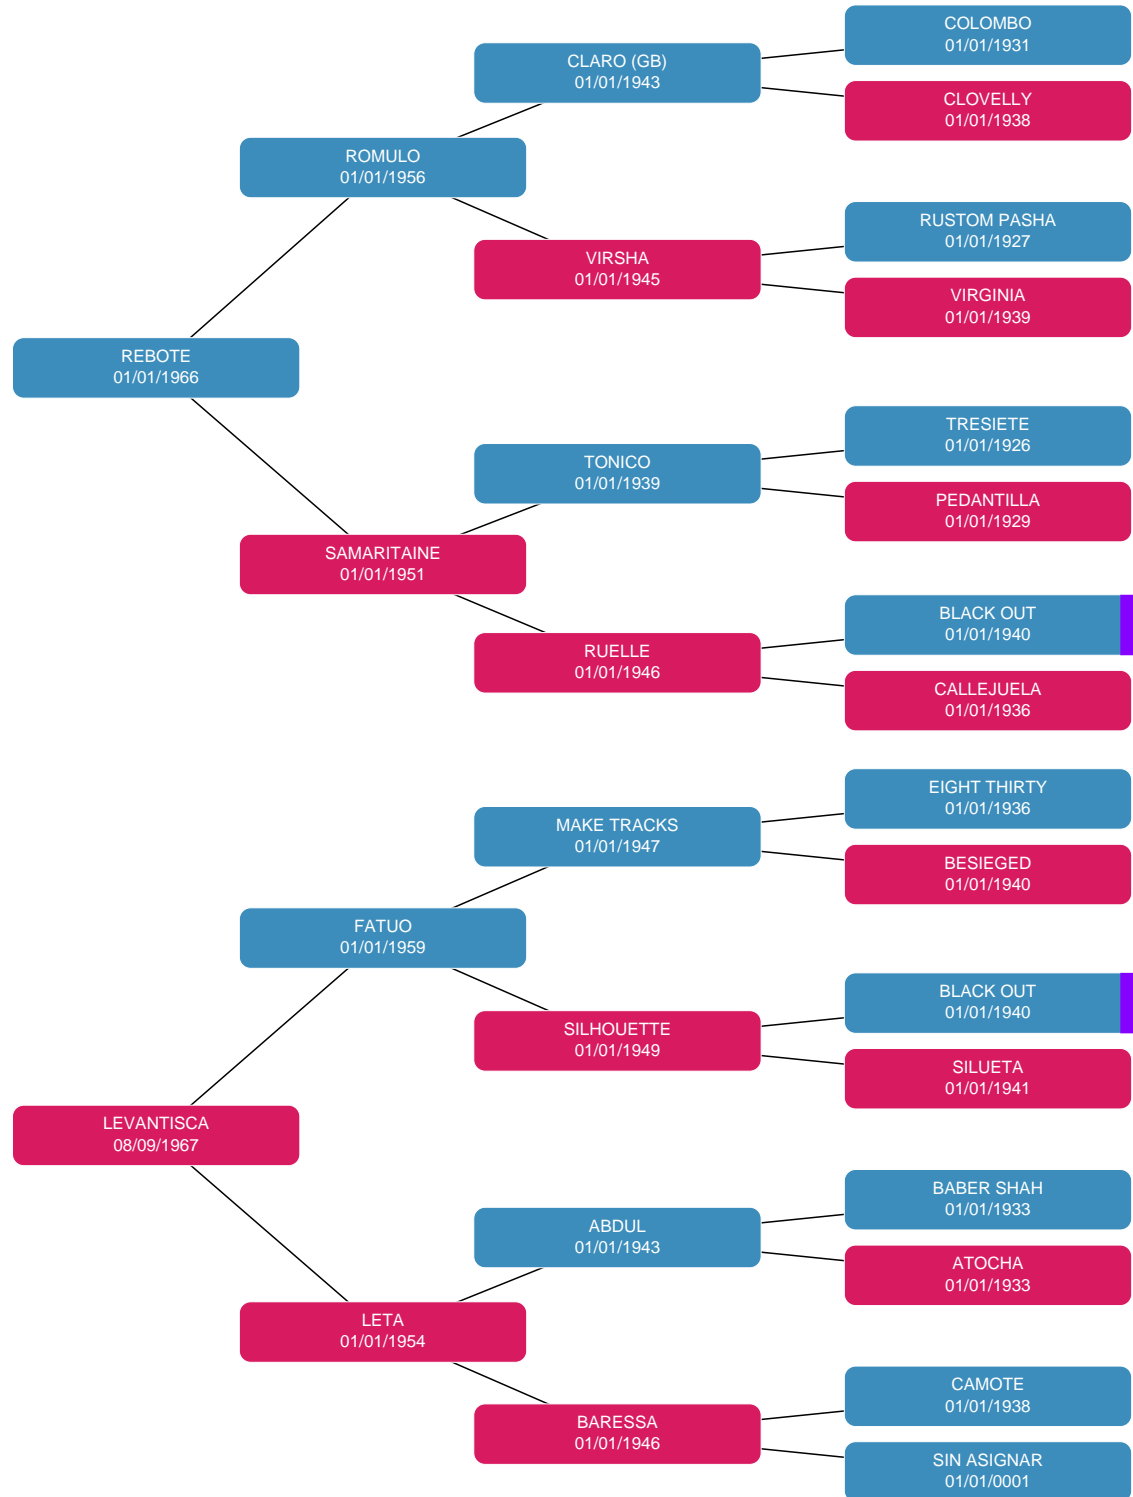 COLOMBO
01/01/1931
CLARO (GB)
01/01/1943
CLOVELLY
01/01/1938
ROMULO
01/01/1956
RUSTOM PASHA
01/01/1927
VIRSHA
01/01/1945
VIRGINIA
01/01/1939
REBOTE
01/01/1966
TRESIETE
01/01/1926
TONICO
01/01/1939
PEDANTILLA
01/01/1929
SAMARITAINE
01/01/1951
BLACK OUT
01/01/1940
RUELLE
01/01/1946
CALLEJUELA
01/01/1936
EIGHT THIRTY
01/01/1936
MAKE TRACKS
01/01/1947
BESIEGED
01/01/1940
FATUO
01/01/1959
BLACK OUT
01/01/1940
SILHOUETTE
01/01/1949
SILUETA
01/01/1941
LEVANTISCA
08/09/1967
BABER SHAH
01/01/1933
ABDUL
01/01/1943
ATOCHA
01/01/1933
LETA
01/01/1954
CAMOTE
01/01/1938
BARESSA
01/01/1946
SIN ASIGNAR
01/01/0001